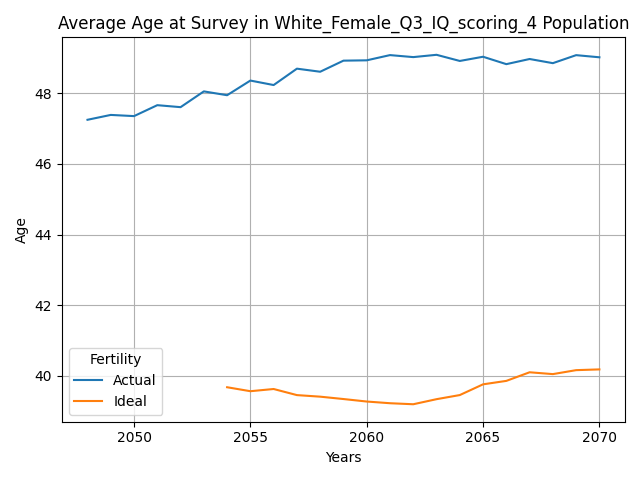 Average Age at Survey in White_Female_Q3_IQ_scoring_4 Population
Age
48
46
44
42
40
Fertility
Actual
Ideal
2050 2055 2060 2065 2070
Years